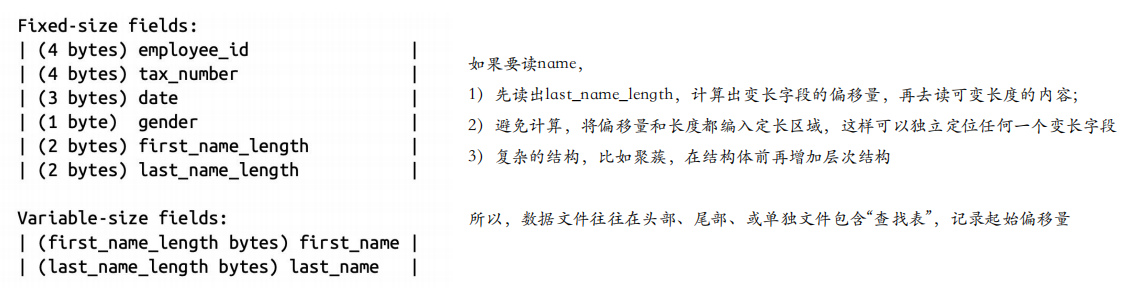 Fixed-size fields:
| (4 bytes) employee_id |
| (4 bytes) tax_number |
| (3 bytes) date |
| (1 byte) gender |
| (2 bytes) first_name_length |
| (2 bytes) last_name_length |
Variable-size fields:
| (first_name_length bytes) first_name |
| (last_name_length bytes) last_name |
如果要读name，
1）先读出last_name_length，计算出变长字段的偏移量，再去读可变长度的内容；
2）避免计算，将偏移量和长度都编入定长区域，这样可以独立定位任何一个变长字段
3）复杂的结构，比如聚蔟，在结构体前再增加层次结构
所以，数据文件往往在头部、尾部、或单独文件包含“查找表”，记录起始偏移量